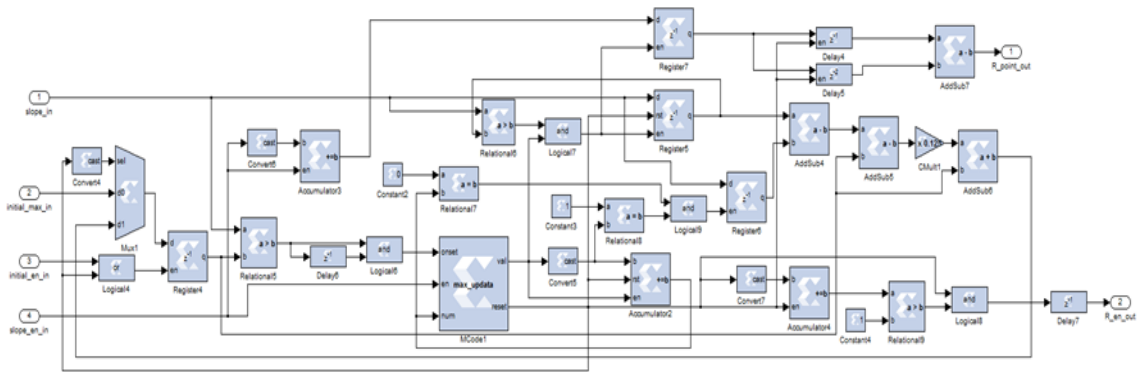 d
z-1
q
en
Register7
z-1
en
Delay4
z-2
en
Delay5
a
a - b
b
AddSub7
1
R_point_out
1
slope_in
cast
Convert6
b
+=b
en
Accumulator3
a
a > b
b
Relational6
and
Logical7
d
rst
z-1
q
en
Register5
a
a - b
b
AddSub4
a
a - b
b
AddSub5
CMult1
a
a + b
b
AddSub6
cast
Convert4
sel
d0
d1
Mux1
2
initial_max_in
0
Constant2
a
a = b
b
Relational7
1
Constant3
a
a = b
b
Relational8
and
Logical9
d
z-1
q
en
Register6
3
initial_en_in
or
Logical4
d
z-1
q
en
Register4
a
a > b
b
Relational5
z-1
Delay6
and
Logical6
onset
val
en
max_updata
num
reset
MCode1
cast
Convert5
b
rst
+=b
en
Accumulator2
cast
Convert7
b
+=b
en
Accumulator4
1
Constant4
a
a > b
b
Relational9
and
Logical8
z-1
Delay7
2
R_en_out
4
slope_en_in